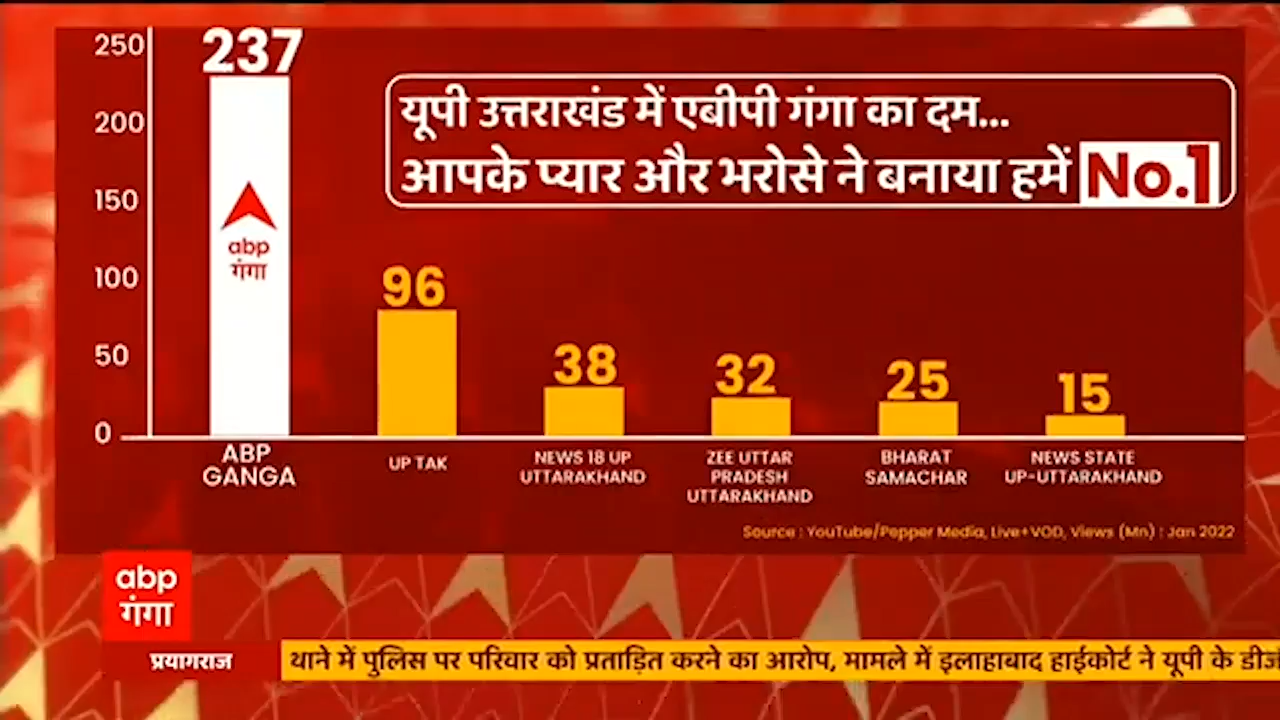 250
200
150
100
50
0
237
abp
गंगा
96
38
32
25
15
यूपी उत्तराखंड में एबीपी गंगा का दम...
आपके प्यार और भरोसे ने बनाया हमें No.1
ABP
GANGA
UP TAK
NEWS 18 UP
UTTARAKHAND
ZEE UTTAR
PRADESH
UTTARAKHAND
BHARAT
SAMACHAR
NEWS STATE
UP-UTTARAKHAND
Source : YouTube/Pepper Media, Live+VOD, Views (Mn) : Jan 2022
abp
गंगा
प्रयागराज
थाने में पुलिस पर परिवार को प्रताड़ित करने का आरोप, मामले में इलाहाबाद हाईकोर्ट ने यूपी के